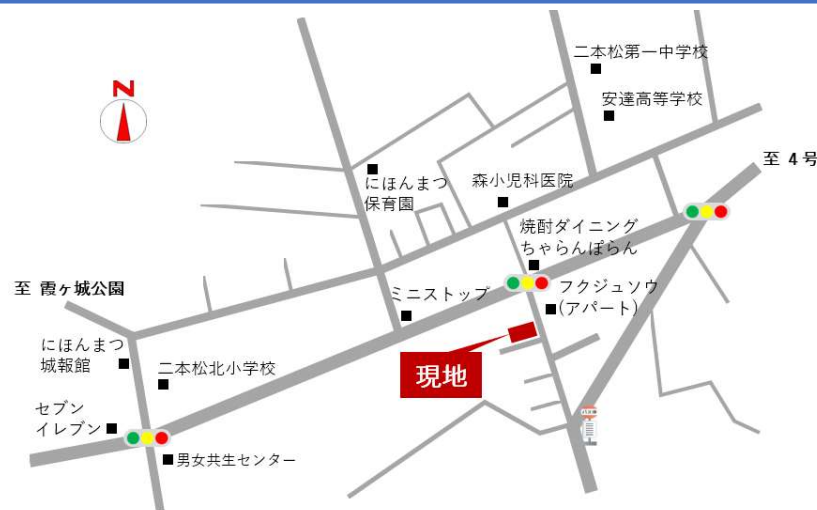 N
二本松第一中学校
安達高等学校
至 4号
にほんまつ
保育園
森小児科医院
焼酎ダイニング
ちゃらんぽらん
至 霞ヶ城公園
ミニストップ
フクジュソウ
(アパート)
にほんまつ
城報館
二本松北小学校
現地
セブン
イレブン
男女共生センター